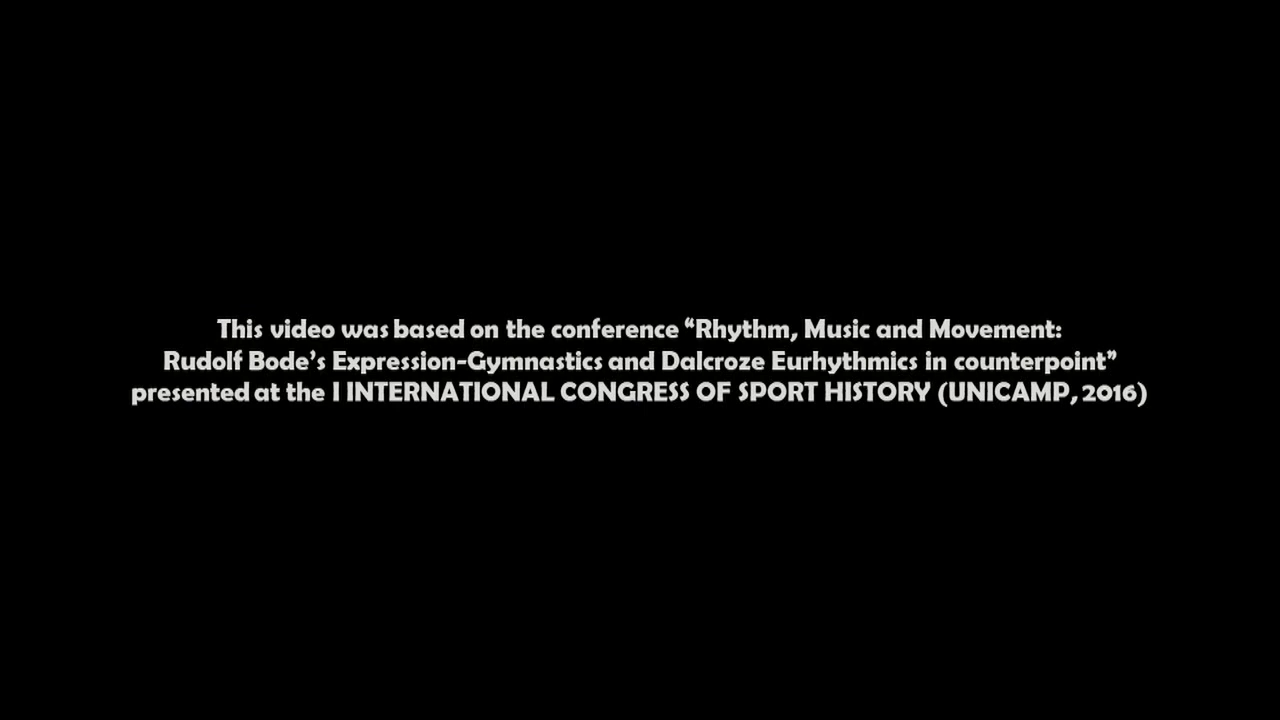 This video was based on the conference “Rhythm, Music and Movement:
Rudolf Bode’s Expression-Gymnastics and Dalcroze Eurhythmics in counterpoint”
presented at the I INTERNATIONAL CONGRESS OF SPORT HISTORY (UNICAMP, 2016)